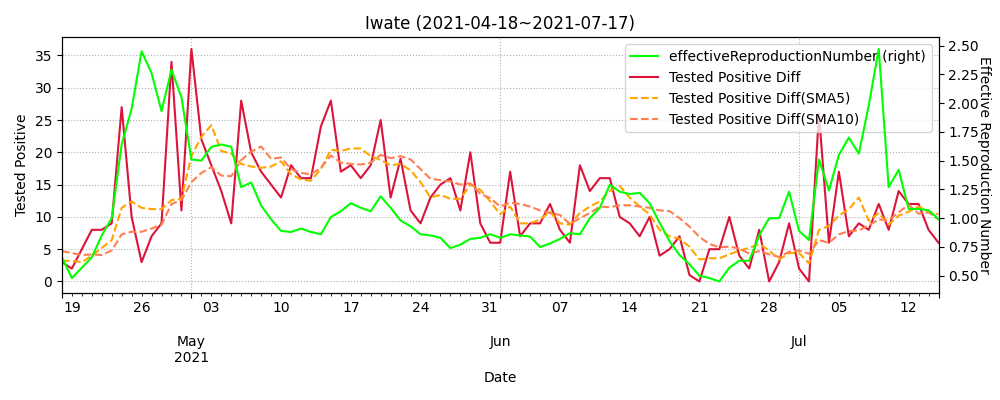 Iwate (2021-04-18~2021-07-17)
effectiveReproductionNumber (right)
Tested Positive Diff
Tested Positive Diff(SMA5)
Tested Positive Diff(SMA10)
Tested Positive
35
30
25
20
15
10
5
0
2.50
2.25
2.00
1.75
1.50
1.25
1.00
0.75
0.50
Effective Reproduction Number
19 26 03 10 17 24 31 07 14 21 28 05 12
May Jun Jul
2021
Date